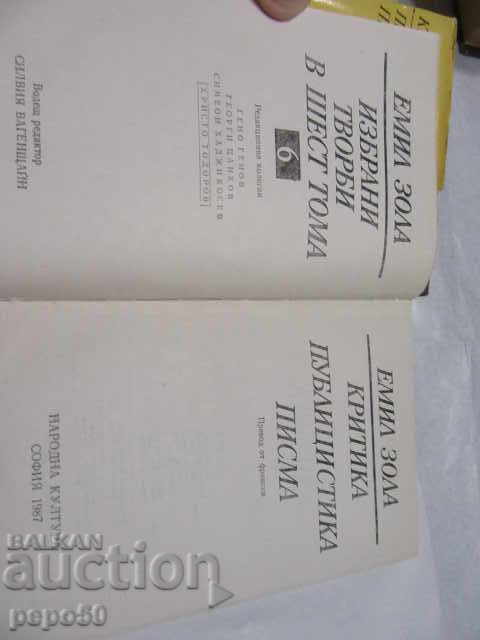 ЕМИЛ ЗОЛА
ИЗБРАНИ
ТВОРБИ
В ШЕСТ ТОМА
6
Редакционна колегия
ГЕНО ГЕНОВ
ГЕОРГИ ЦАНКОВ
СИМЕОН ХАДЖИКОСЕВ
[ХРИСТО ТОДОРОВ]
Водещ редактор
СИЛВИЯ ВАГЕНЩАЙН
ЕМИЛ ЗОЛА
КРИТИКА
ПУБЛИЦИСТИКА
ПИСМА
Превод от френски
НАРОДНА КУЛТУРА
СОФИЯ 1987
BALKAN
auction
pepo50